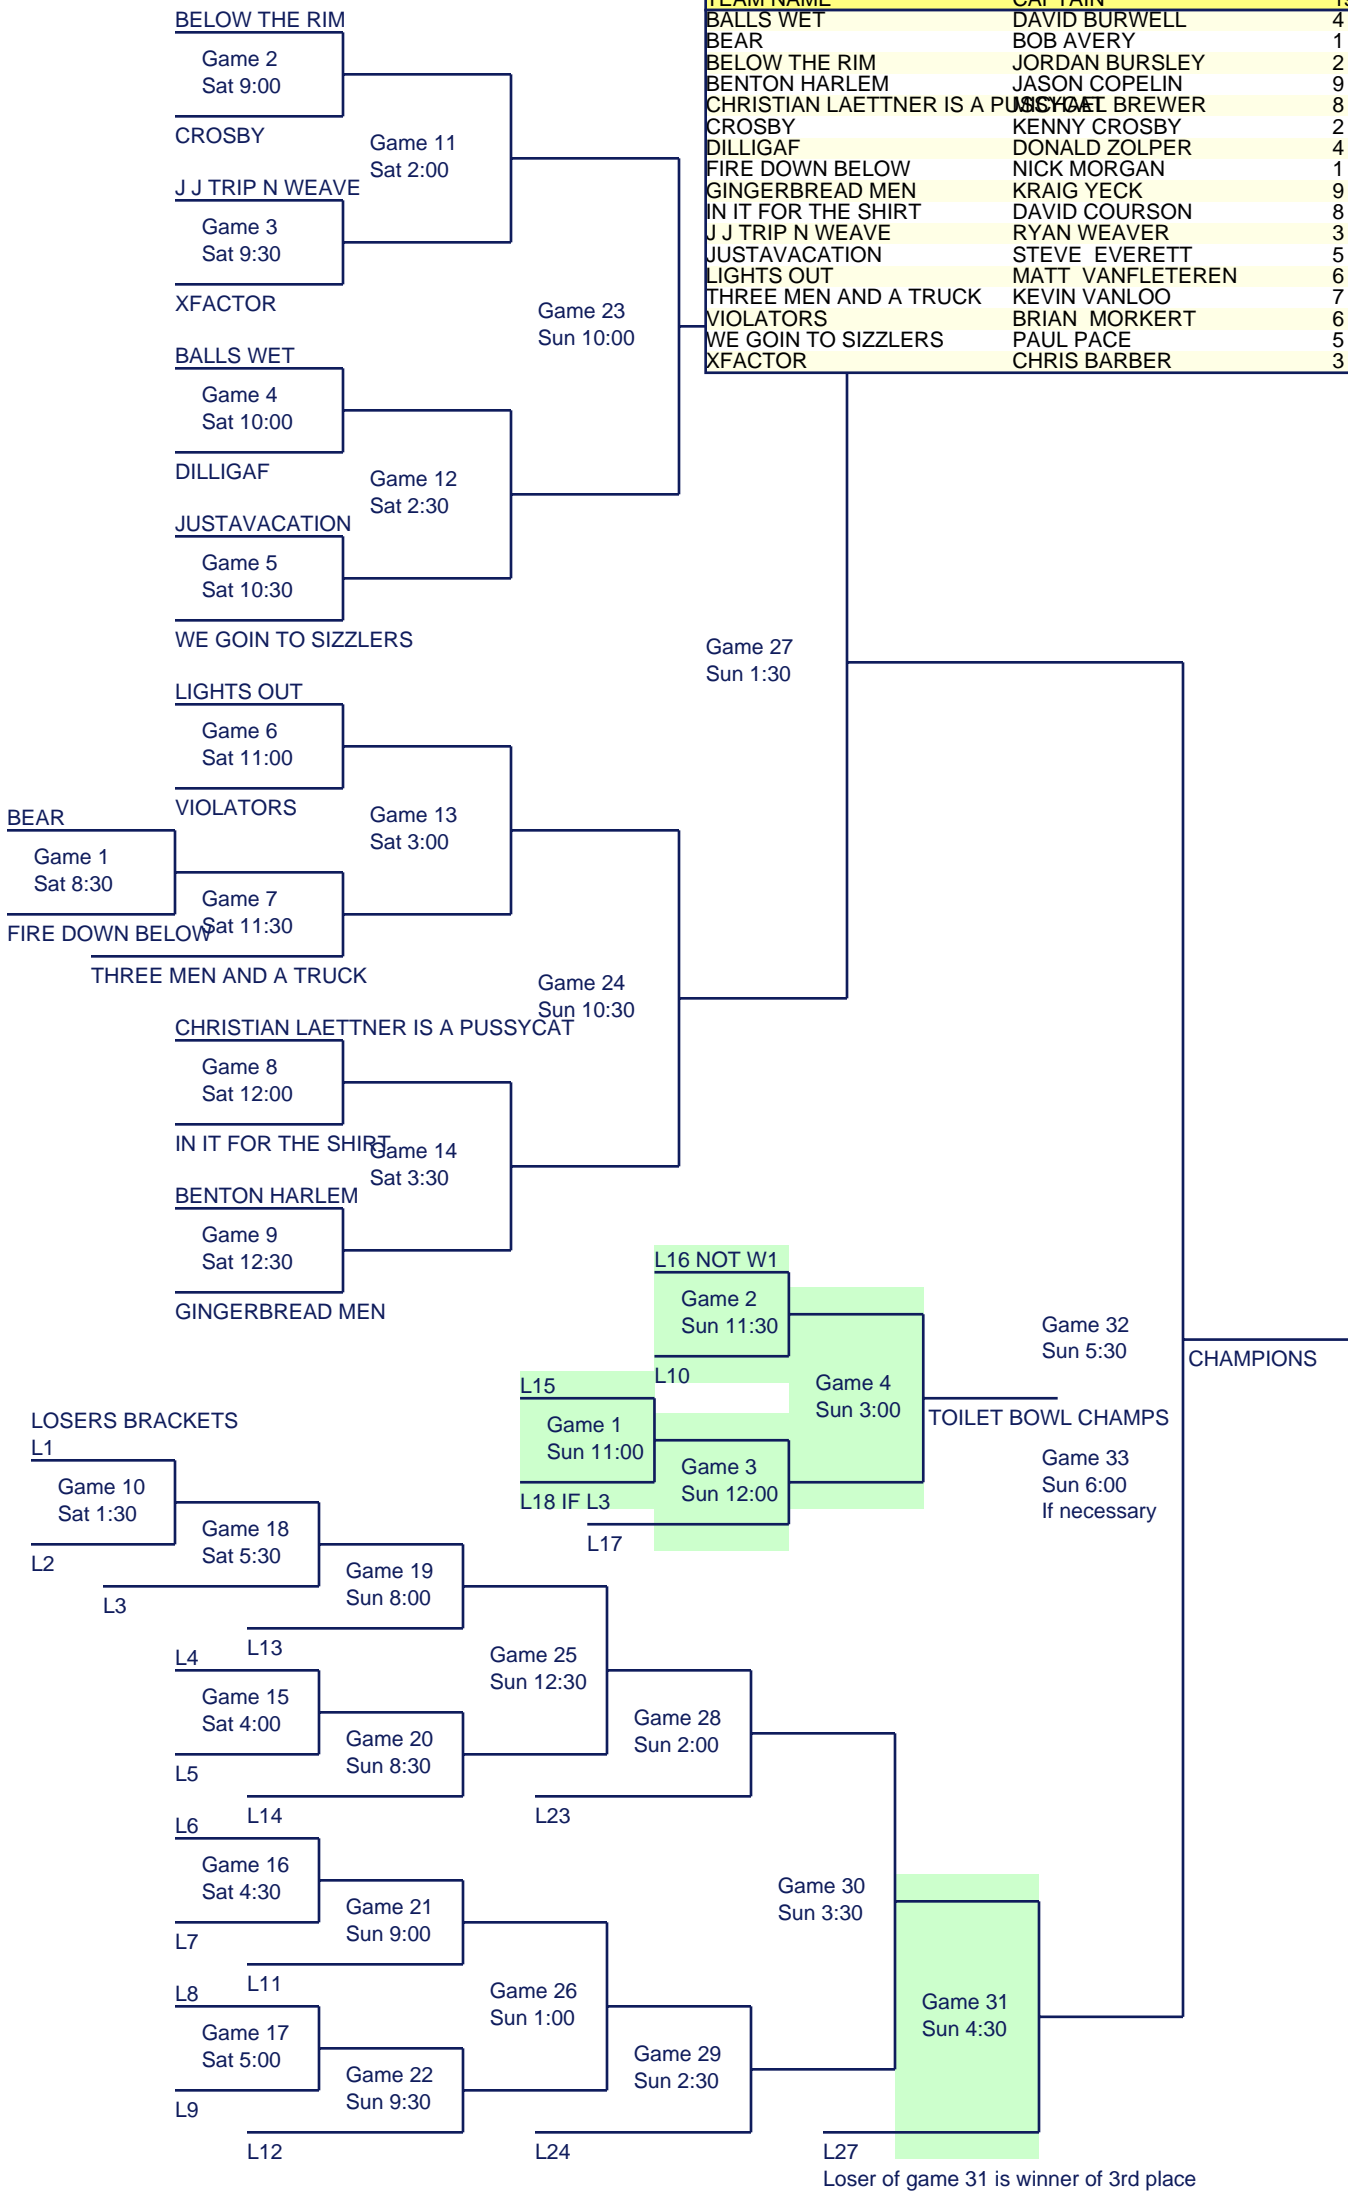 TEAM NAME CAPTAIN
BALLS WET DAVID BURWELL 4
BEAR BOB AVERY 1
BELOW THE RIM JORDAN BURSLEY 2
BENTON HARLEM JASON COPELIN 9
CHRISTIAN LAETTNER IS A PUSSYCAT MICHAEL BREWER 8
CROSBY KENNY CROSBY 2
DILLIGAF DONALD ZOLPER 4
FIRE DOWN BELOW NICK MORGAN 1
GINGERBREAD MEN KRAIG YECK 9
IN IT FOR THE SHIRT DAVID COURSON 8
J J TRIP N WEAVE RYAN WEAVER 3
JUSTAVACATION STEVE  EVERETT 5
LIGHTS OUT MATT  VANFLETEREN 6
THREE MEN AND A TRUCK KEVIN VANLOO 7
VIOLATORS BRIAN  MORKERT 6
WE GOIN TO SIZZLERS PAUL PACE 5
XFACTOR CHRIS BARBER 3
BELOW THE RIM
Game 2
Sat 9:00
CROSBY
Game 11
Sat 2:00
J J TRIP N WEAVE
Game 3
Sat 9:30
XFACTOR
Game 23
Sun 10:00
BALLS WET
Game 4
Sat 10:00
DILLIGAF
Game 12
Sat 2:30
JUSTAVACATION
Game 5
Sat 10:30
WE GOIN TO SIZZLERS
Game 27
Sun 1:30
LIGHTS OUT
Game 6
Sat 11:00
VIOLATORS
Game 13
Sat 3:00
BEAR
Game 1
Sat 8:30
FIRE DOWN BELOW
Game 7
Sat 11:30
THREE MEN AND A TRUCK
Game 24
Sun 10:30
CHRISTIAN LAETTNER IS A PUSSYCAT
Game 8
Sat 12:00
IN IT FOR THE SHIRT
Game 14
Sat 3:30
BENTON HARLEM
Game 9
Sat 12:30
GINGERBREAD MEN
L16 NOT W1
Game 2
Sun 11:30
L10
L15
Game 1
Sun 11:00
L18 IF L3
Game 3
Sun 12:00
L17
Game 4
Sun 3:00
TOILET BOWL CHAMPS
Game 32
Sun 5:30
CHAMPIONS
Game 33
Sun 6:00
If necessary
LOSERS BRACKETS
L1
Game 10
Sat 1:30
L2
Game 18
Sat 5:30
L3
Game 19
Sun 8:00
L13
L4
Game 15
Sat 4:00
L5
Game 20
Sun 8:30
L14
Game 25
Sun 12:30
Game 28
Sun 2:00
L23
L6
Game 16
Sat 4:30
L7
Game 21
Sun 9:00
L11
L8
Game 17
Sat 5:00
L9
Game 22
Sun 9:30
L12
Game 26
Sun 1:00
Game 29
Sun 2:30
L24
Game 30
Sun 3:30
Game 31
Sun 4:30
L27
Loser of game 31 is winner of 3rd place